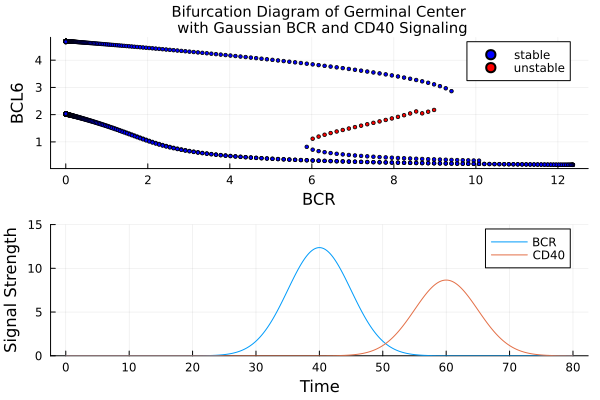 Bifurcation Diagram of Germinal Center
with Gaussian BCR and CD40 Signaling
BCL6
4
3
2
1
stable
unstable
0 2 4 6 8 10 12
BCR
Signal Strength
15
10
5
0
BCR
CD40
0 10 20 30 40 50 60 70 80
Time